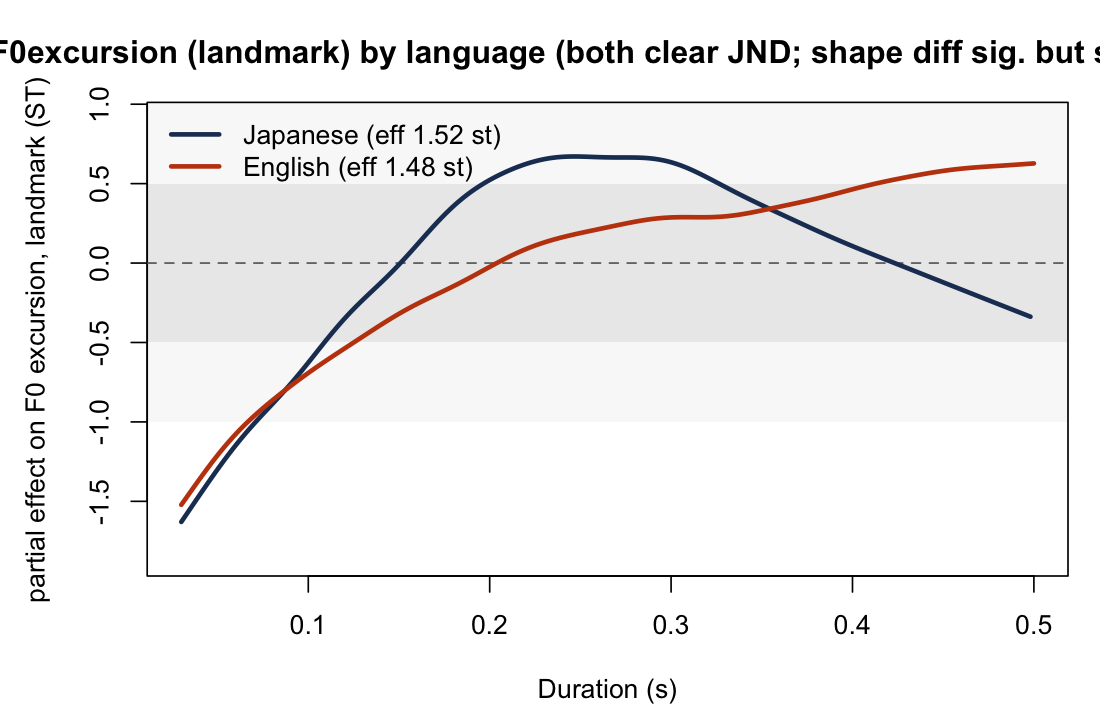 F0excursion (landmark) by language (both clear JND; shape diff sig. but
partial effect on F0 excursion, landmark (ST)
1.0
0.5
0.0
-0.5
-1.0
-1.5
Japanese (eff 1.52 st)
English (eff 1.48 st)
0.1 0.2 0.3 0.4 0.5
Duration (s)